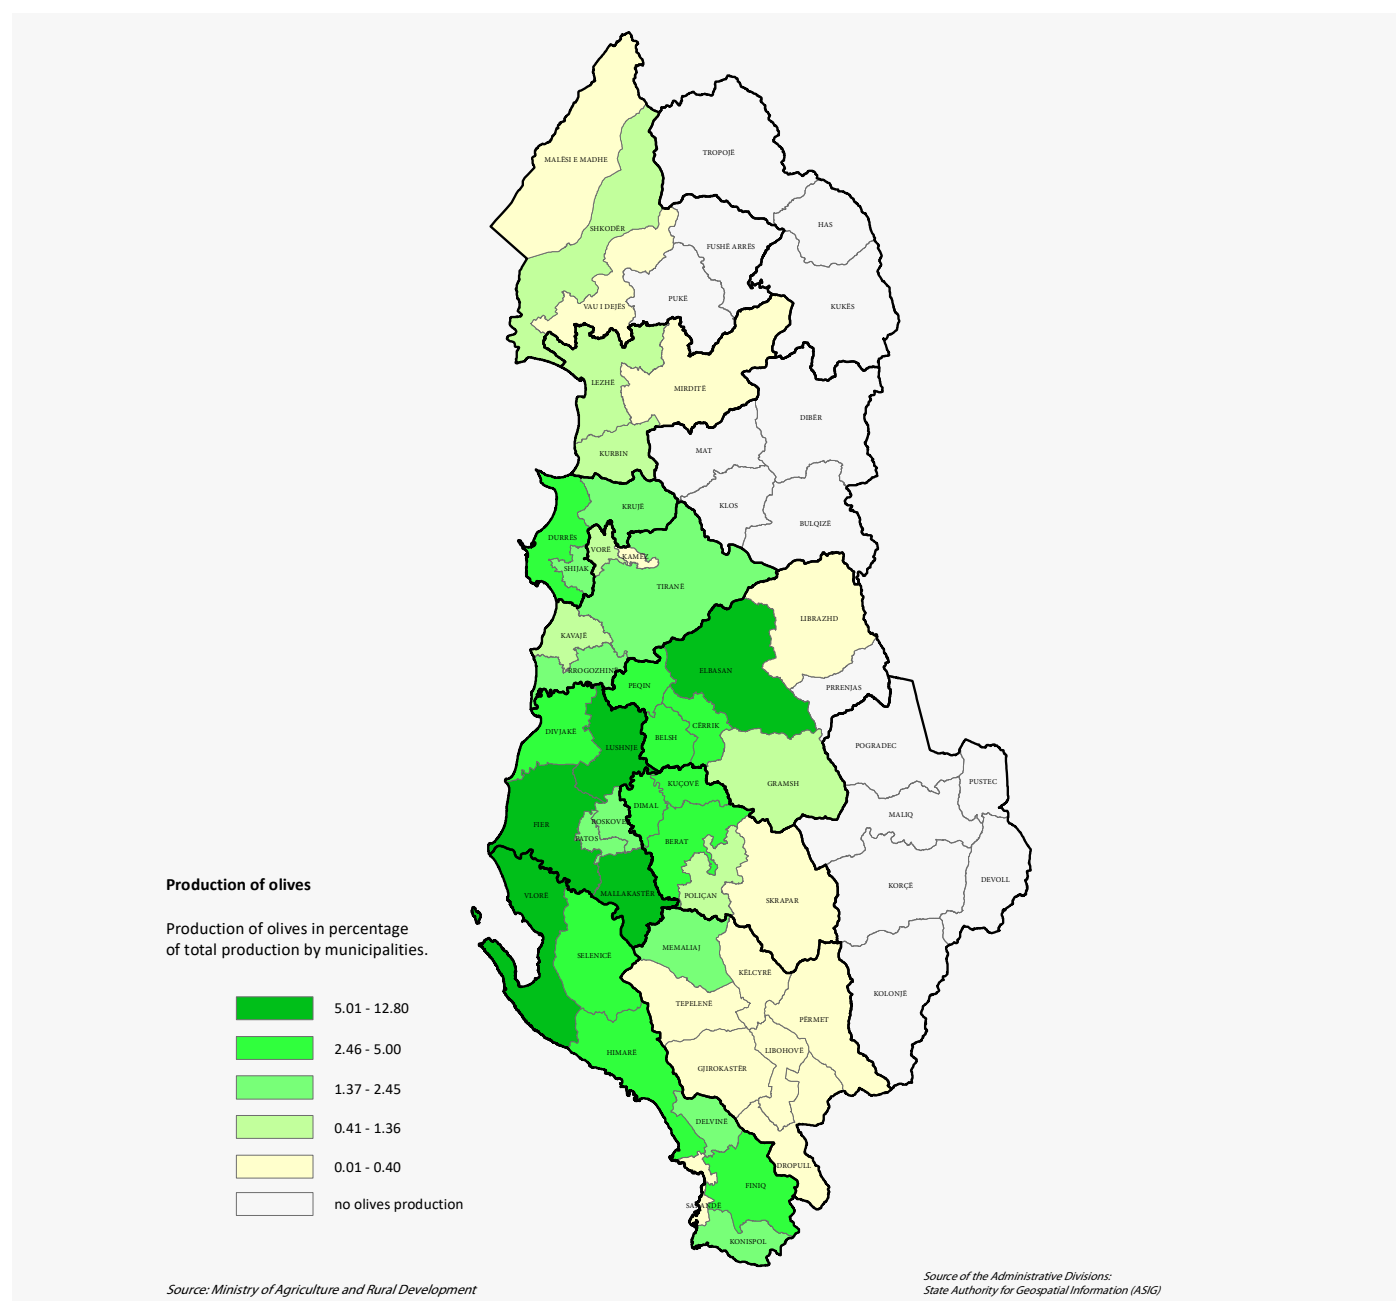 MALËSI E MADHE
TROPOJË
SHKODËR
HAS
FUSHË ARRËS
PUKË
VAU I DEJËS
KUKËS
LEZHË
MIRDITË
DIBËR
KURBIN
MAT
KRUJË
KLOS
BULQIZË
DURRËS
VORË
KAMËZ
SHIJAK
TIRANË
LIBRAZHD
KAVAJË
RROGOZHINË
ELBASAN
PEQIN
PRRENJAS
DIVJAKË
CËRRIK
BELSH
LUSHNJE
POGRADEC
KUÇOVË
GRAMSH
PUSTEC
DIMAL
MALIQ
FIER
ROSKOVEC
PATOS
BERAT
KORÇË
DEVOLL
VLORË
MALLAKASTËR
POLIÇAN
SKRAPAR
SELENICË
MEMALIAJ
KËLCYRË
TEPELENË
KOLONJË
PËRMET
HIMARË
LIBOHOVË
GJIROKASTËR
DELVINË
DROPULL
FINIQ
SARANDË
KONISPOL
Production of olives
Production of olives in percentage
of total production by municipalities.
5.01 - 12.80
2.46 - 5.00
1.37 - 2.45
0.41 - 1.36
0.01 - 0.40
no olives production
Source: Ministry of Agriculture and Rural Development
Source of the Administrative Divisions:
State Authority for Geospatial Information (ASIG)